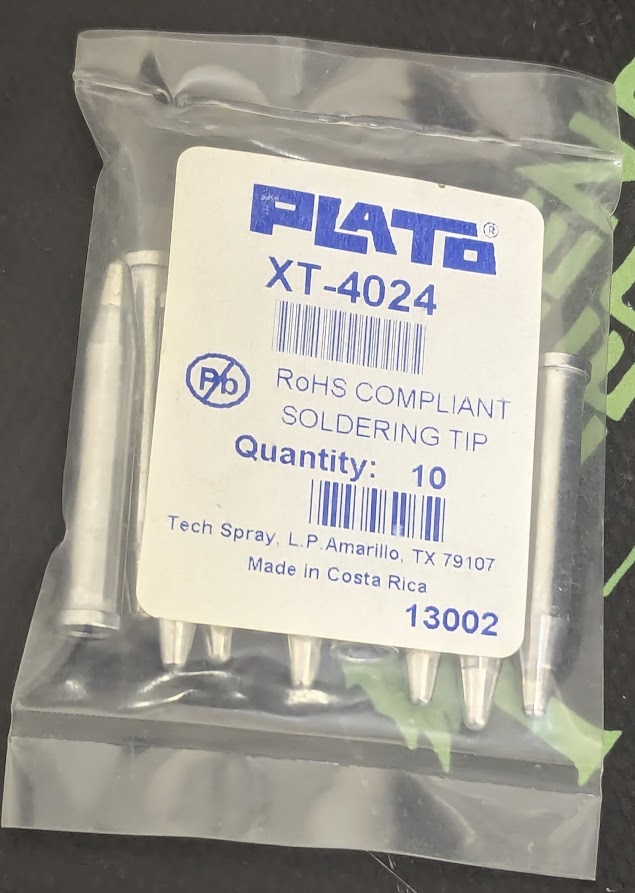 PLATO®
XT-4024
Pb
RoHS COMPLIANT
SOLDERING TIP
Quantity: 10
Tech Spray, L.P. Amarillo, TX 79107
Made in Costa Rica
13002